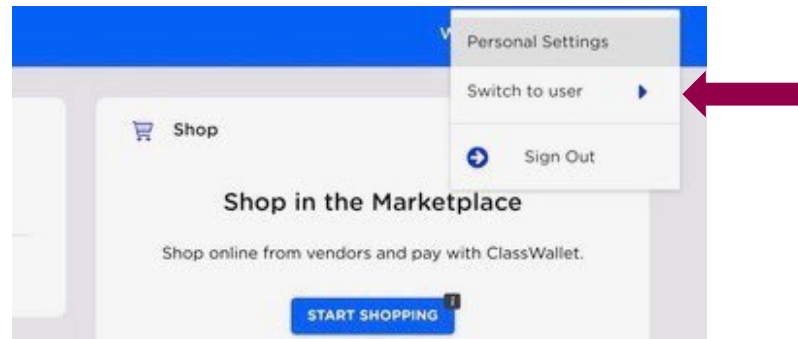 Personal Settings
Switch to user
Sign Out
Shop
Shop in the Marketplace
Shop online from vendors and pay with ClassWallet.
START SHOPPING
i